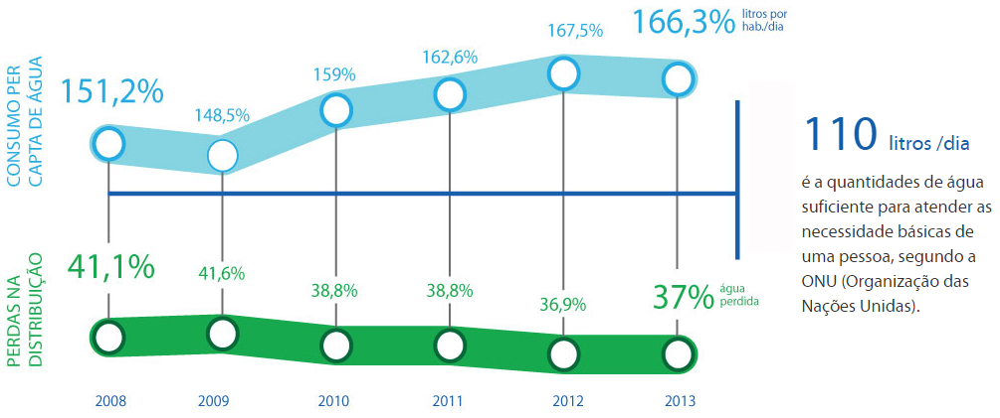 CONSUMO PER
CAPTA DE ÁGUA
151,2%
148,5%
159%
162,6%
167,5%
166,3%
litros por
hab./dia
PERDAS NA
DISTRIBUIÇÃO
41,1%
41,6%
38,8%
38,8%
36,9%
37%
água
perdida
2008
2009
2010
2011
2012
2013
110 litros /dia
é a quantidades de água
suficiente para atender as
necessidade básicas de
uma pessoa, segundo a
ONU (Organização das
Nações Unidas).